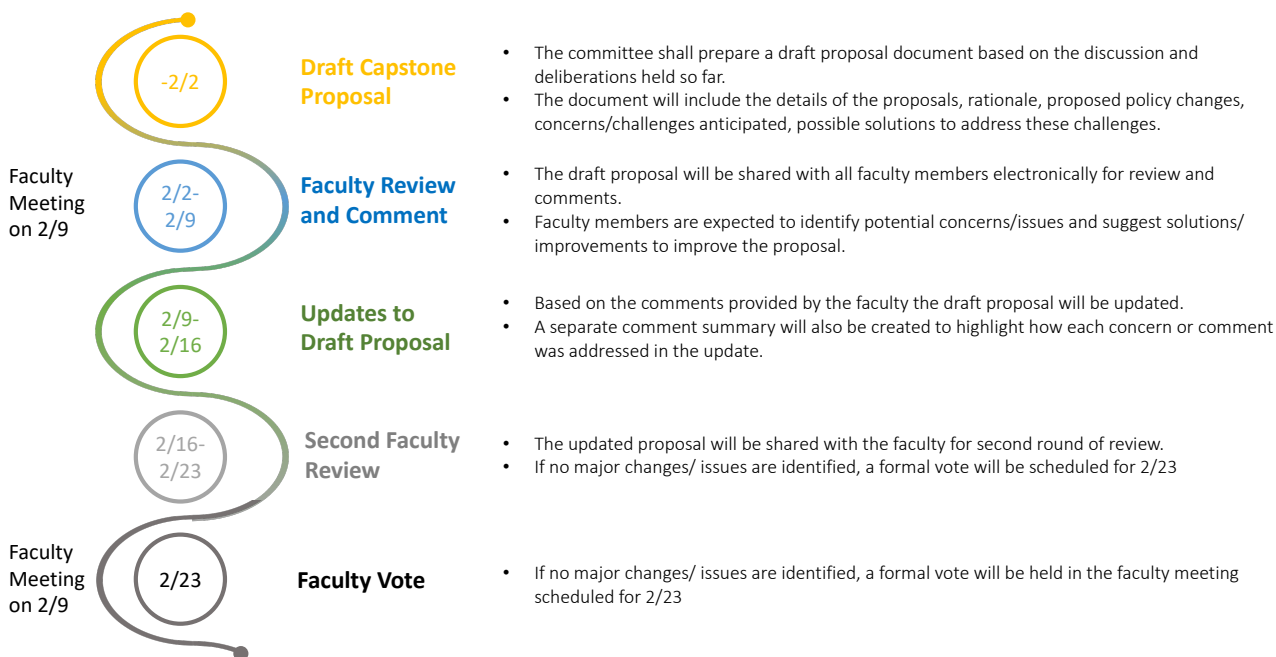 -2/2
Draft Capstone
Proposal
• The committee shall prepare a draft proposal document based on the discussion and
deliberations held so far.
• The document will include the details of the proposals, rationale, proposed policy changes,
concerns/challenges anticipated, possible solutions to address these challenges.
Faculty
Meeting
on 2/9
2/2-
2/9
Faculty Review
and Comment
• The draft proposal will be shared with all faculty members electronically for review and
comments.
• Faculty members are expected to identify potential concerns/issues and suggest solutions/
improvements to improve the proposal.
2/9-
2/16
Updates to
Draft Proposal
• Based on the comments provided by the faculty the draft proposal will be updated.
• A separate comment summary will also be created to highlight how each concern or comment
was addressed in the update.
2/16-
2/23
Second Faculty
Review
• The updated proposal will be shared with the faculty for second round of review.
• If no major changes/ issues are identified, a formal vote will be scheduled for 2/23
Faculty
Meeting
on 2/9
2/23
Faculty Vote
• If no major changes/ issues are identified, a formal vote will be held in the faculty meeting
scheduled for 2/23